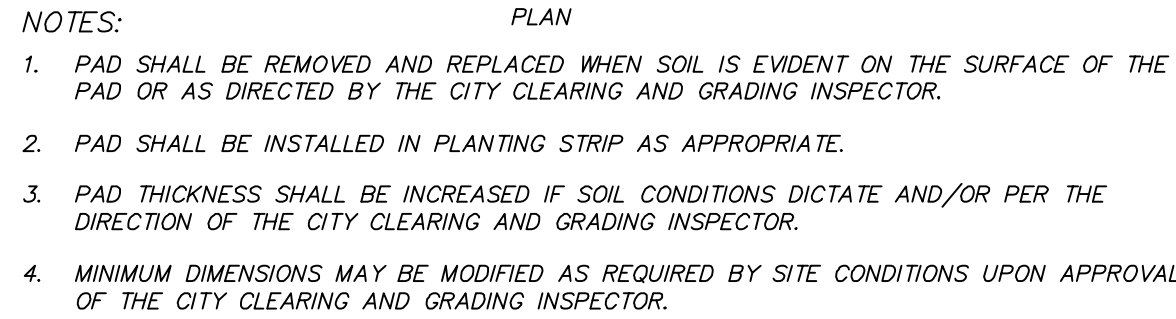 PLAN
NOTES:
1. PAD SHALL BE REMOVED AND REPLACED WHEN SOIL IS EVIDENT ON THE SURFACE OF THE
PAD OR AS DIRECTED BY THE CITY CLEARING AND GRADING INSPECTOR.
2. PAD SHALL BE INSTALLED IN PLANTING STRIP AS APPROPRIATE.
3. PAD THICKNESS SHALL BE INCREASED IF SOIL CONDITIONS DICTATE AND/OR PER THE
DIRECTION OF THE CITY CLEARING AND GRADING INSPECTOR.
4. MINIMUM DIMENSIONS MAY BE MODIFIED AS REQUIRED BY SITE CONDITIONS UPON APPROVAL
OF THE CITY CLEARING AND GRADING INSPECTOR.